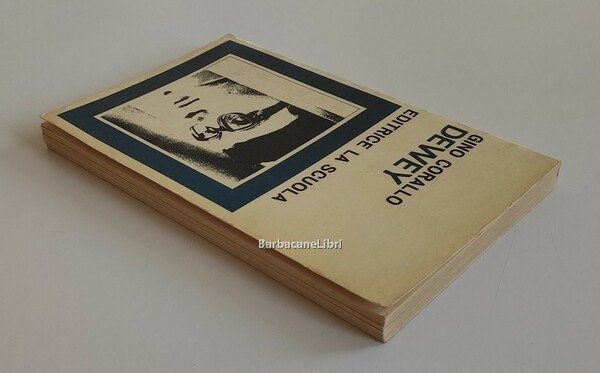 GINO CORALLO
DEWEY
EDITRICE LA SCUOLA
BarbacaneLibri